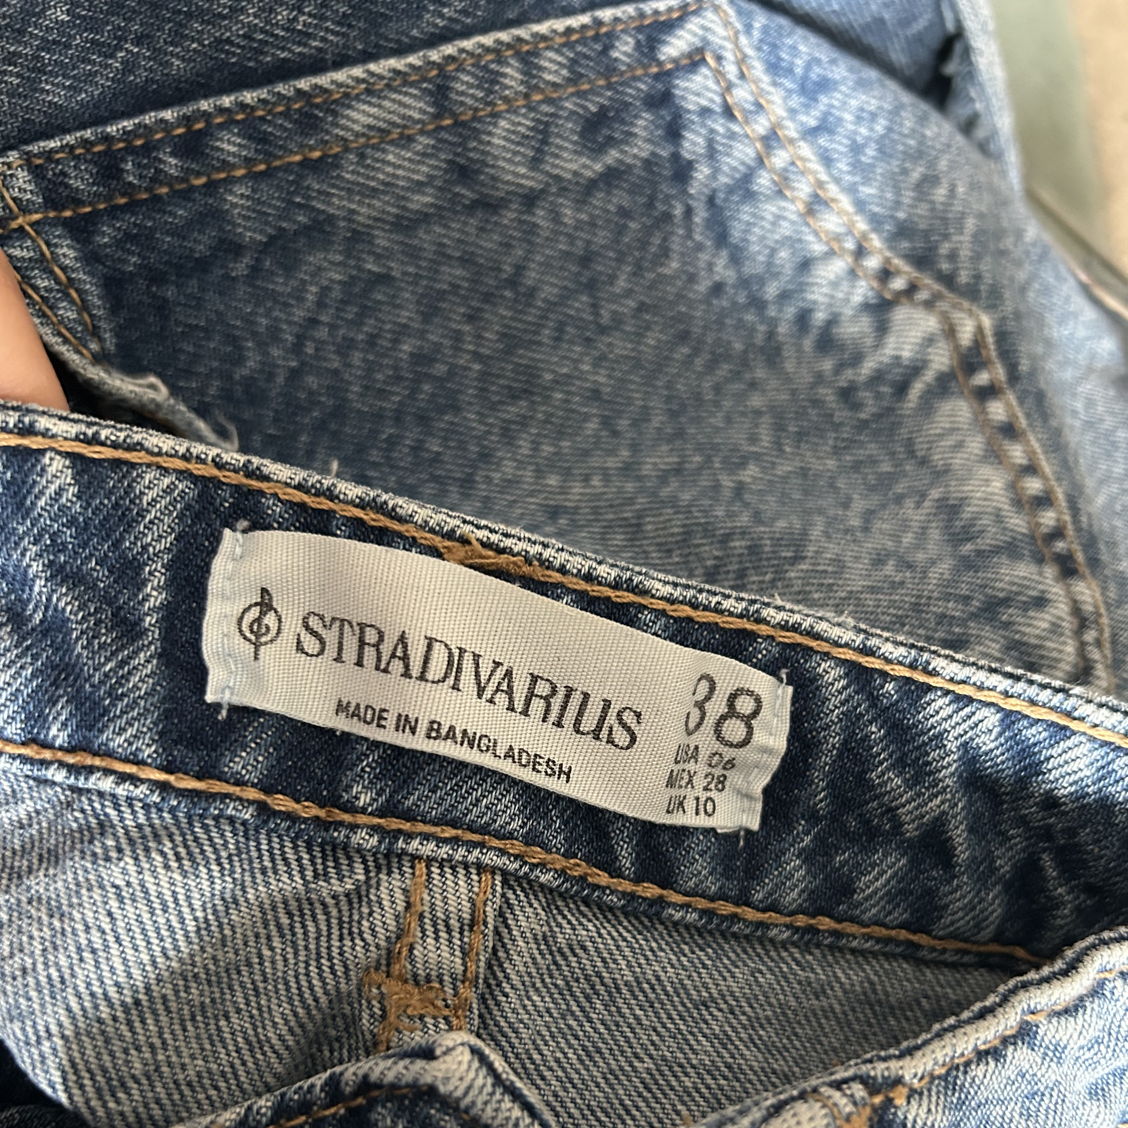 STRADIVARIUS
MADE IN BANGLADESH
38
USA 06
MEX 28
UK 10